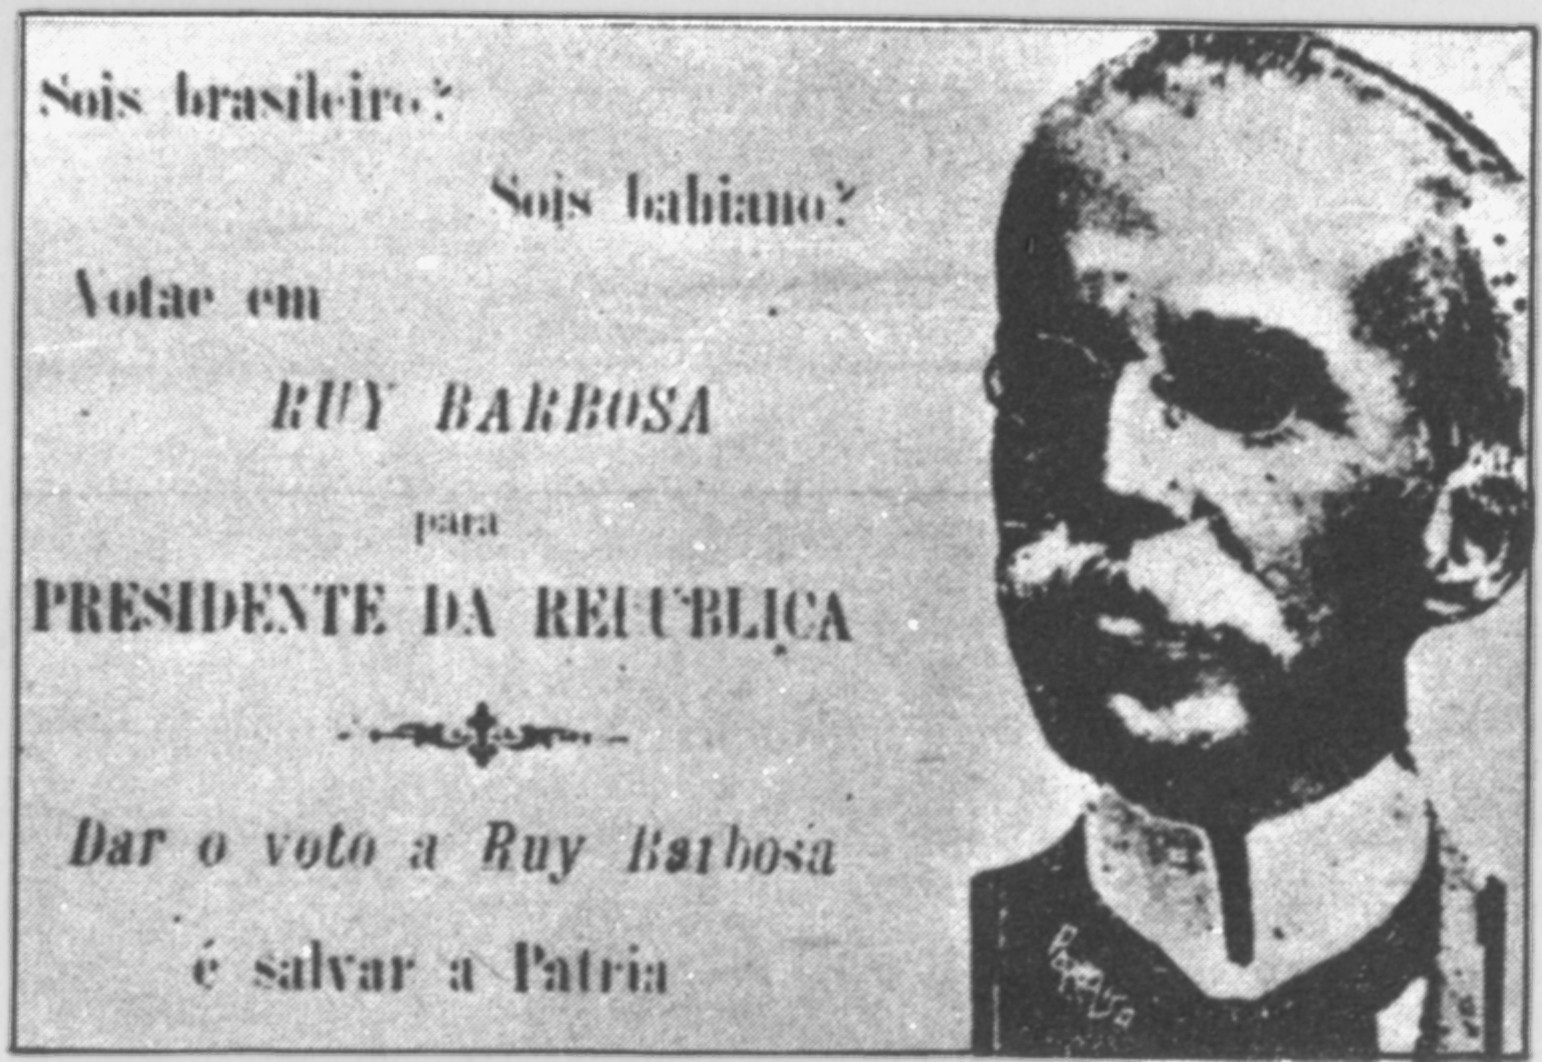 Sois brasileiro?
Sois bahiano?
Votae em
RUY BARBOSA
para
PRESIDENTE DA REPUBLICA
Dar o voto a Ruy Barbosa
é salvar a Patria